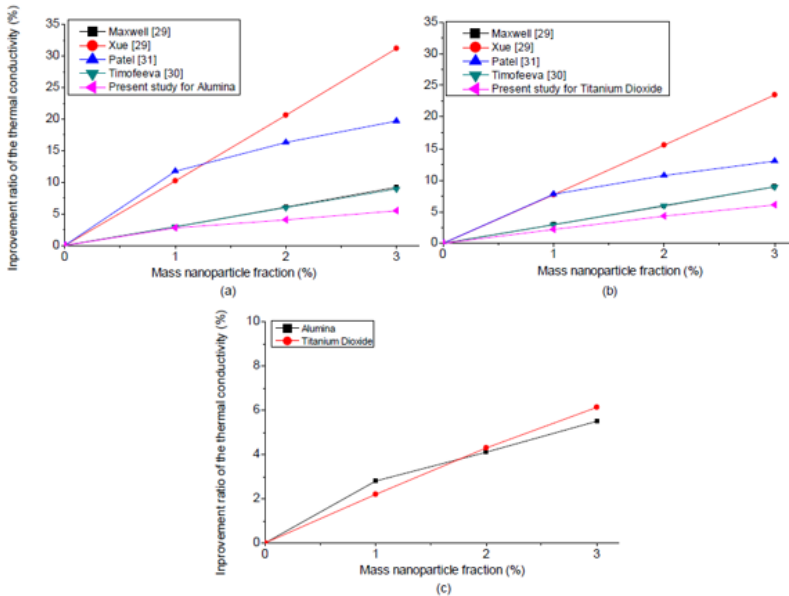 Inprovement ratio of the thermal conductivity (%)
35
30
25
20
15
10
5
0
Maxwell [29]
Xue [29]
Patel [31]
Timofeeva [30]
Present study for Alumina
0 1 2 3
Mass nanoparticle fraction (%)
(a)
Inprovement ratio of the thermal conductivity (%)
35
30
25
20
15
10
5
0
Maxwell [29]
Xue [29]
Patel [31]
Timofeeva [30]
Present study for Titanium Dioxide
0 1 2 3
Mass nanoparticle fraction (%)
(b)
Inprovement ratio of the thermal conductivity (%)
10
8
6
4
2
0
Alumina
Titanium Dioxide
0 1 2 3
Mass nanoparticle fraction (%)
(c)